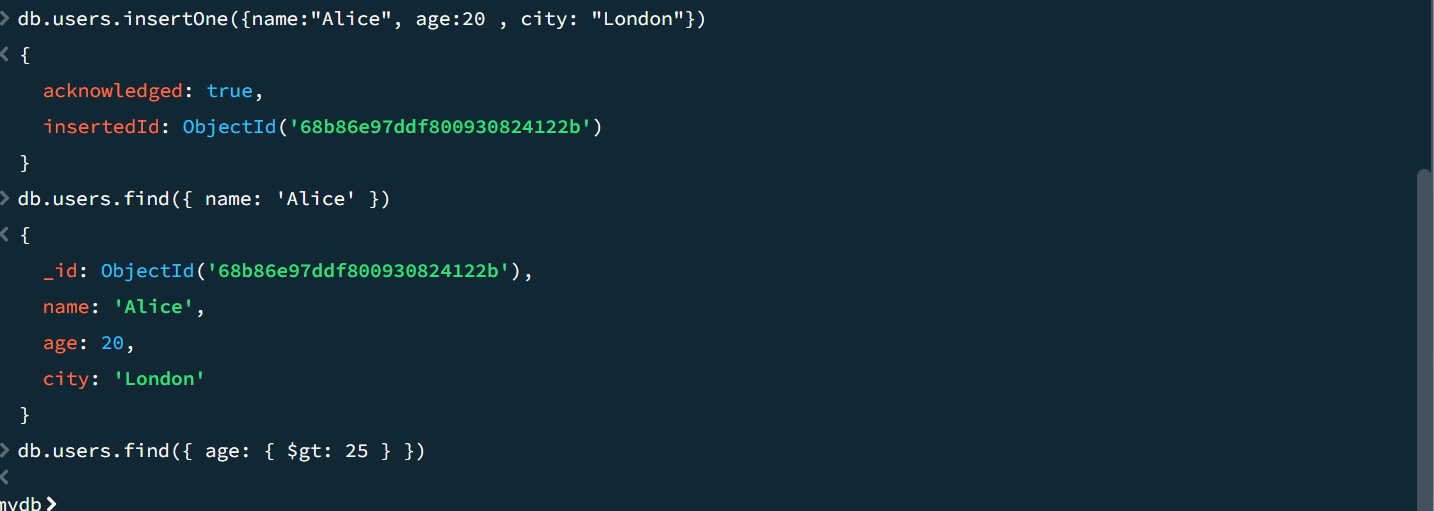 > db.users.insertOne({name:"Alice", age:20 , city: "London"})
< {
acknowledged: true,
insertedId: ObjectId('68b86e97ddf800930824122b')
}
> db.users.find({ name: 'Alice' })
< {
_id: ObjectId('68b86e97ddf800930824122b'),
name: 'Alice',
age: 20,
city: 'London'
}
> db.users.find({ age: { $gt: 25 } })
<
mydb>